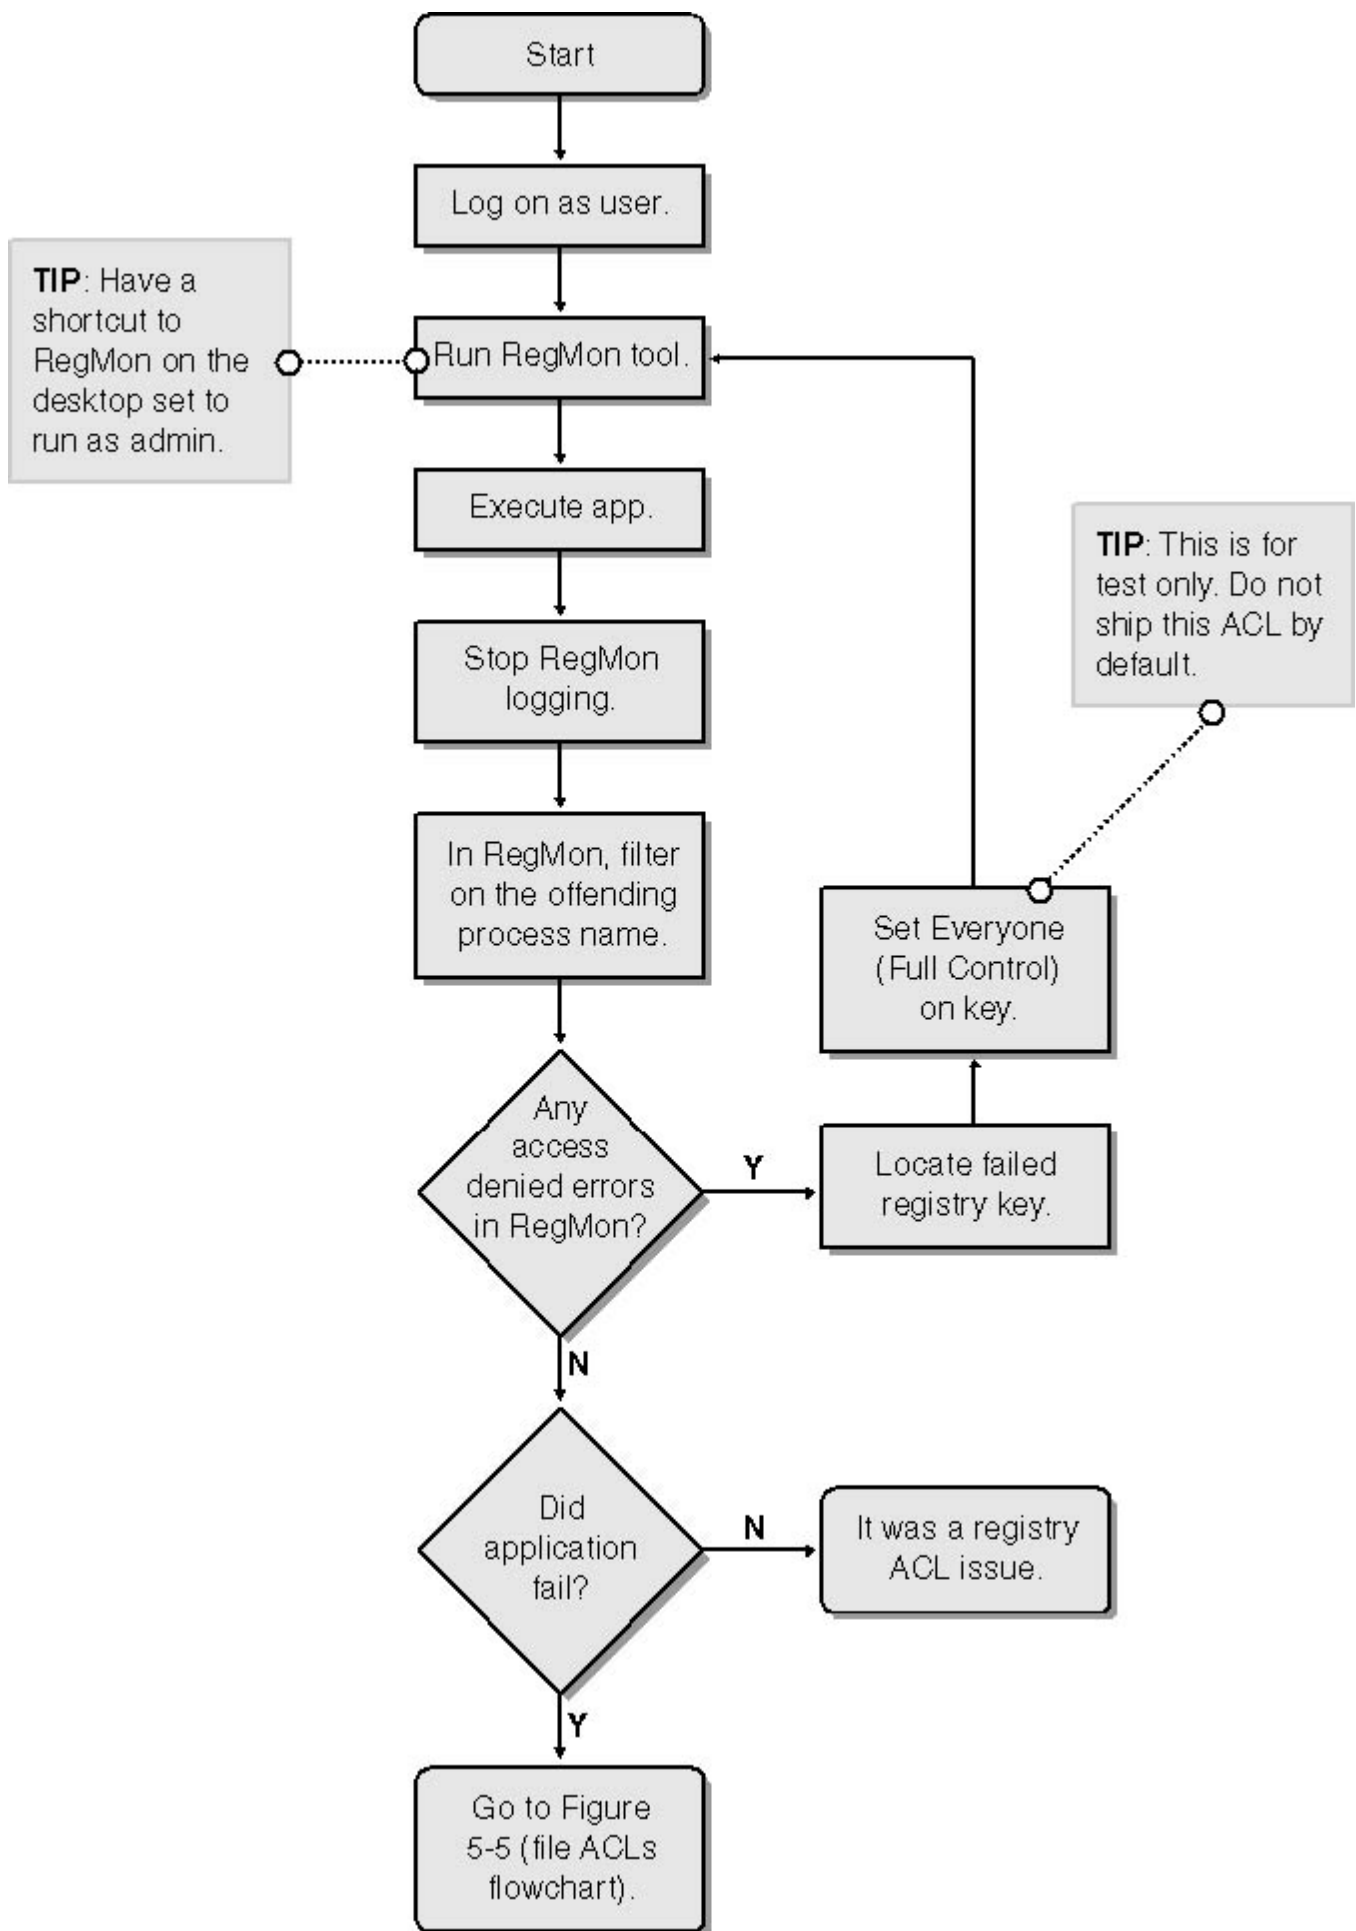 Start
Log on as user.
TIP: Have a
shortcut to
RegMon on the
desktop set to
run as admin.
Run RegMon tool.
Execute app.
TIP: This is for
test only. Do not
ship this ACL by
default.
Stop RegMon
logging.
In RegMon, filter
on the offending
process name.
Set Everyone
(Full Control)
on key.
Any
access
denied errors
in RegMon?
Y
Locate failed
registry key.
N
Did
application
fail?
N
It was a registry
ACL issue.
Y
Go to Figure
5-5 (file ACLs
flowchart).